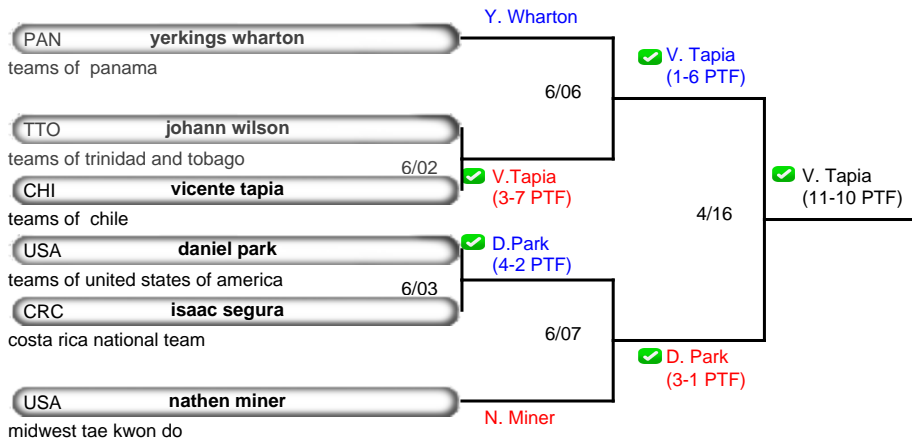 Y. Wharton
PAN yerkings wharton
teams of panama
6/06
V. Tapia
(1-6 PTF)
TTO johann wilson
teams of trinidad and tobago
6/02
CHI vicente tapia
teams of chile
V.Tapia
(3-7 PTF)
4/16
V. Tapia
(11-10 PTF)
USA daniel park
teams of united states of america
D.Park
(4-2 PTF)
6/03
CRC isaac segura
costa rica national team
6/07
D. Park
(3-1 PTF)
USA nathen miner
midwest tae kwon do
N. Miner